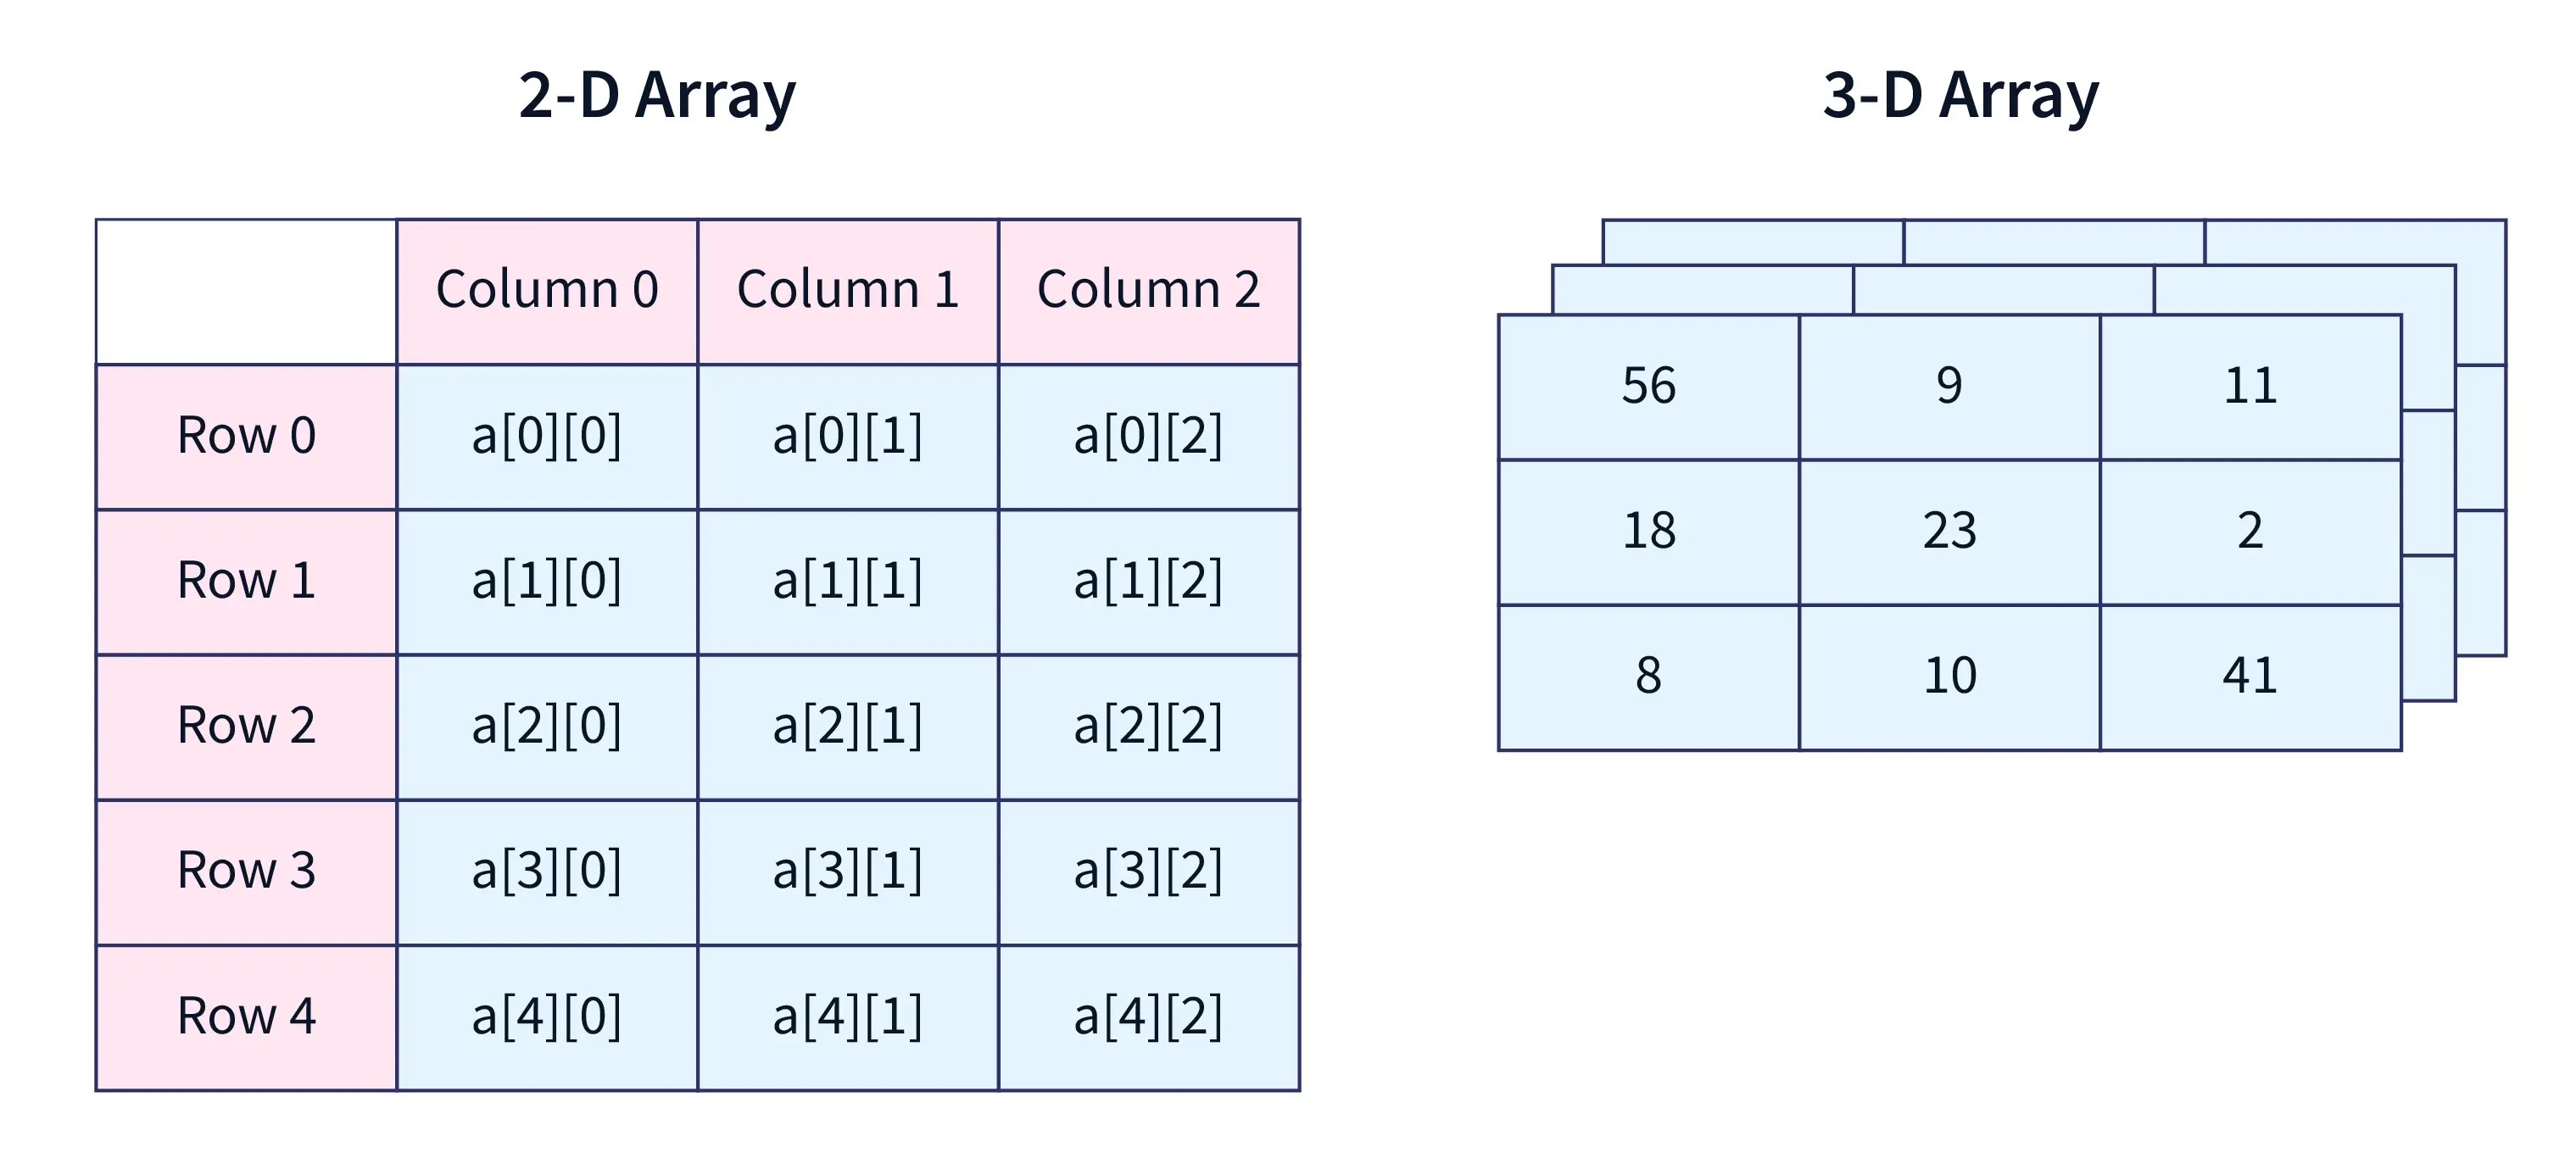 2-D Array
Column 0 Column 1 Column 2
Row 0 a[0][0] a[0][1] a[0][2]
Row 1 a[1][0] a[1][1] a[1][2]
Row 2 a[2][0] a[2][1] a[2][2]
Row 3 a[3][0] a[3][1] a[3][2]
Row 4 a[4][0] a[4][1] a[4][2]
3-D Array
56 9 11
18 23 2
8 10 41